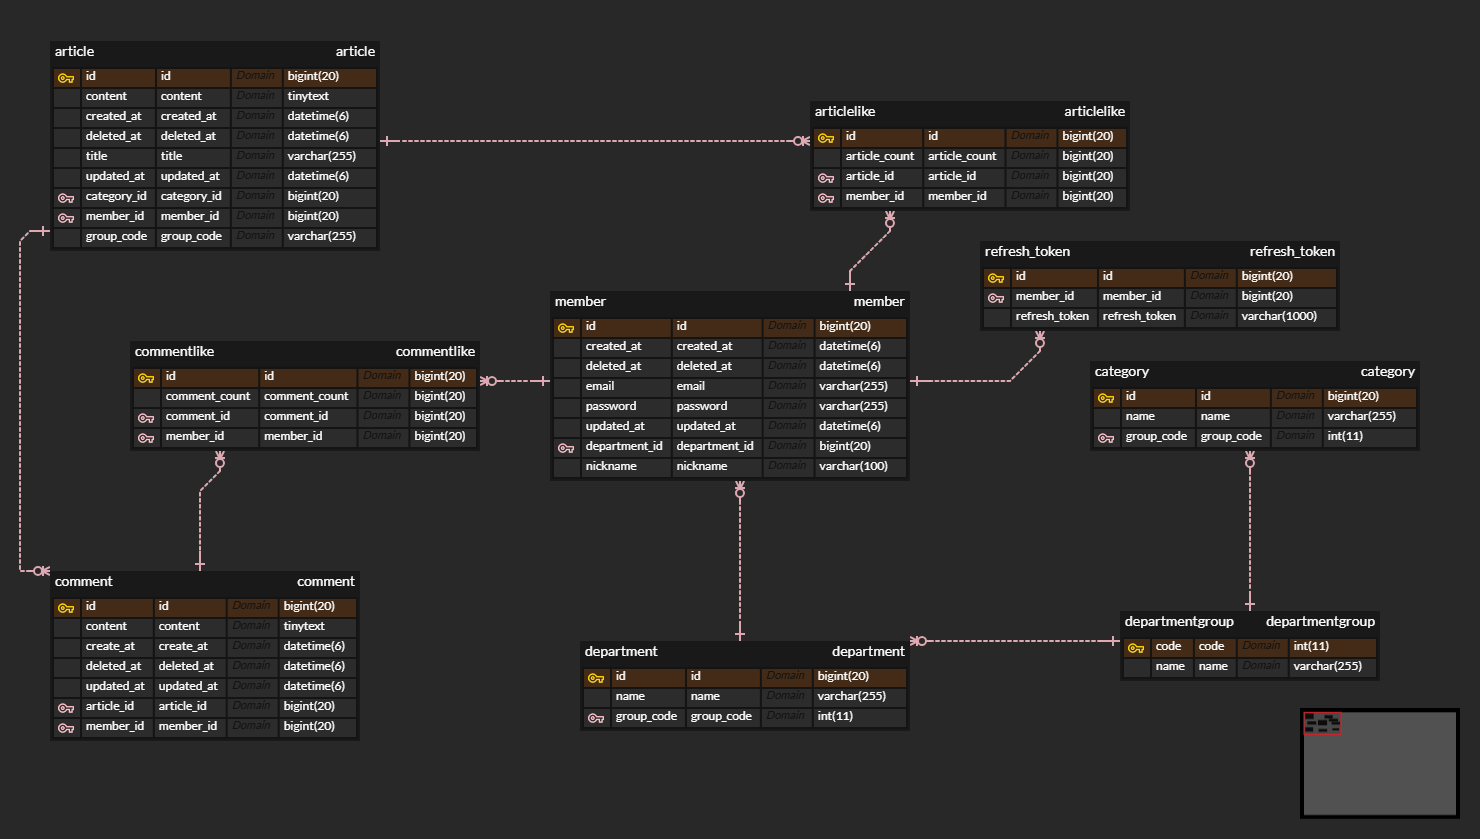 article article
id id Domain bigint(20)
content content Domain tinytext
created_at created_at Domain datetime(6)
deleted_at deleted_at Domain datetime(6)
title title Domain varchar(255)
updated_at updated_at Domain datetime(6)
category_id category_id Domain bigint(20)
member_id member_id Domain bigint(20)
group_code group_code Domain varchar(255)
articlelike articlelike
id id Domain bigint(20)
article_count article_count Domain bigint(20)
article_id article_id Domain bigint(20)
member_id member_id Domain bigint(20)
refresh_token refresh_token
id id Domain bigint(20)
member_id member_id Domain bigint(20)
refresh_token refresh_token Domain varchar(1000)
member member
id id Domain bigint(20)
created_at created_at Domain datetime(6)
deleted_at deleted_at Domain datetime(6)
email email Domain varchar(255)
password password Domain varchar(255)
updated_at updated_at Domain datetime(6)
department_id department_id Domain bigint(20)
nickname nickname Domain varchar(100)
commentlike commentlike
id id Domain bigint(20)
comment_count comment_count Domain bigint(20)
comment_id comment_id Domain bigint(20)
member_id member_id Domain bigint(20)
category category
id id Domain bigint(20)
name name Domain varchar(255)
group_code group_code Domain int(11)
comment comment
id id Domain bigint(20)
content content Domain tinytext
create_at create_at Domain datetime(6)
deleted_at deleted_at Domain datetime(6)
updated_at updated_at Domain datetime(6)
article_id article_id Domain bigint(20)
member_id member_id Domain bigint(20)
department department
id id Domain bigint(20)
name name Domain varchar(255)
group_code group_code Domain int(11)
departmentgroup departmentgroup
code code Domain int(11)
name name Domain varchar(255)